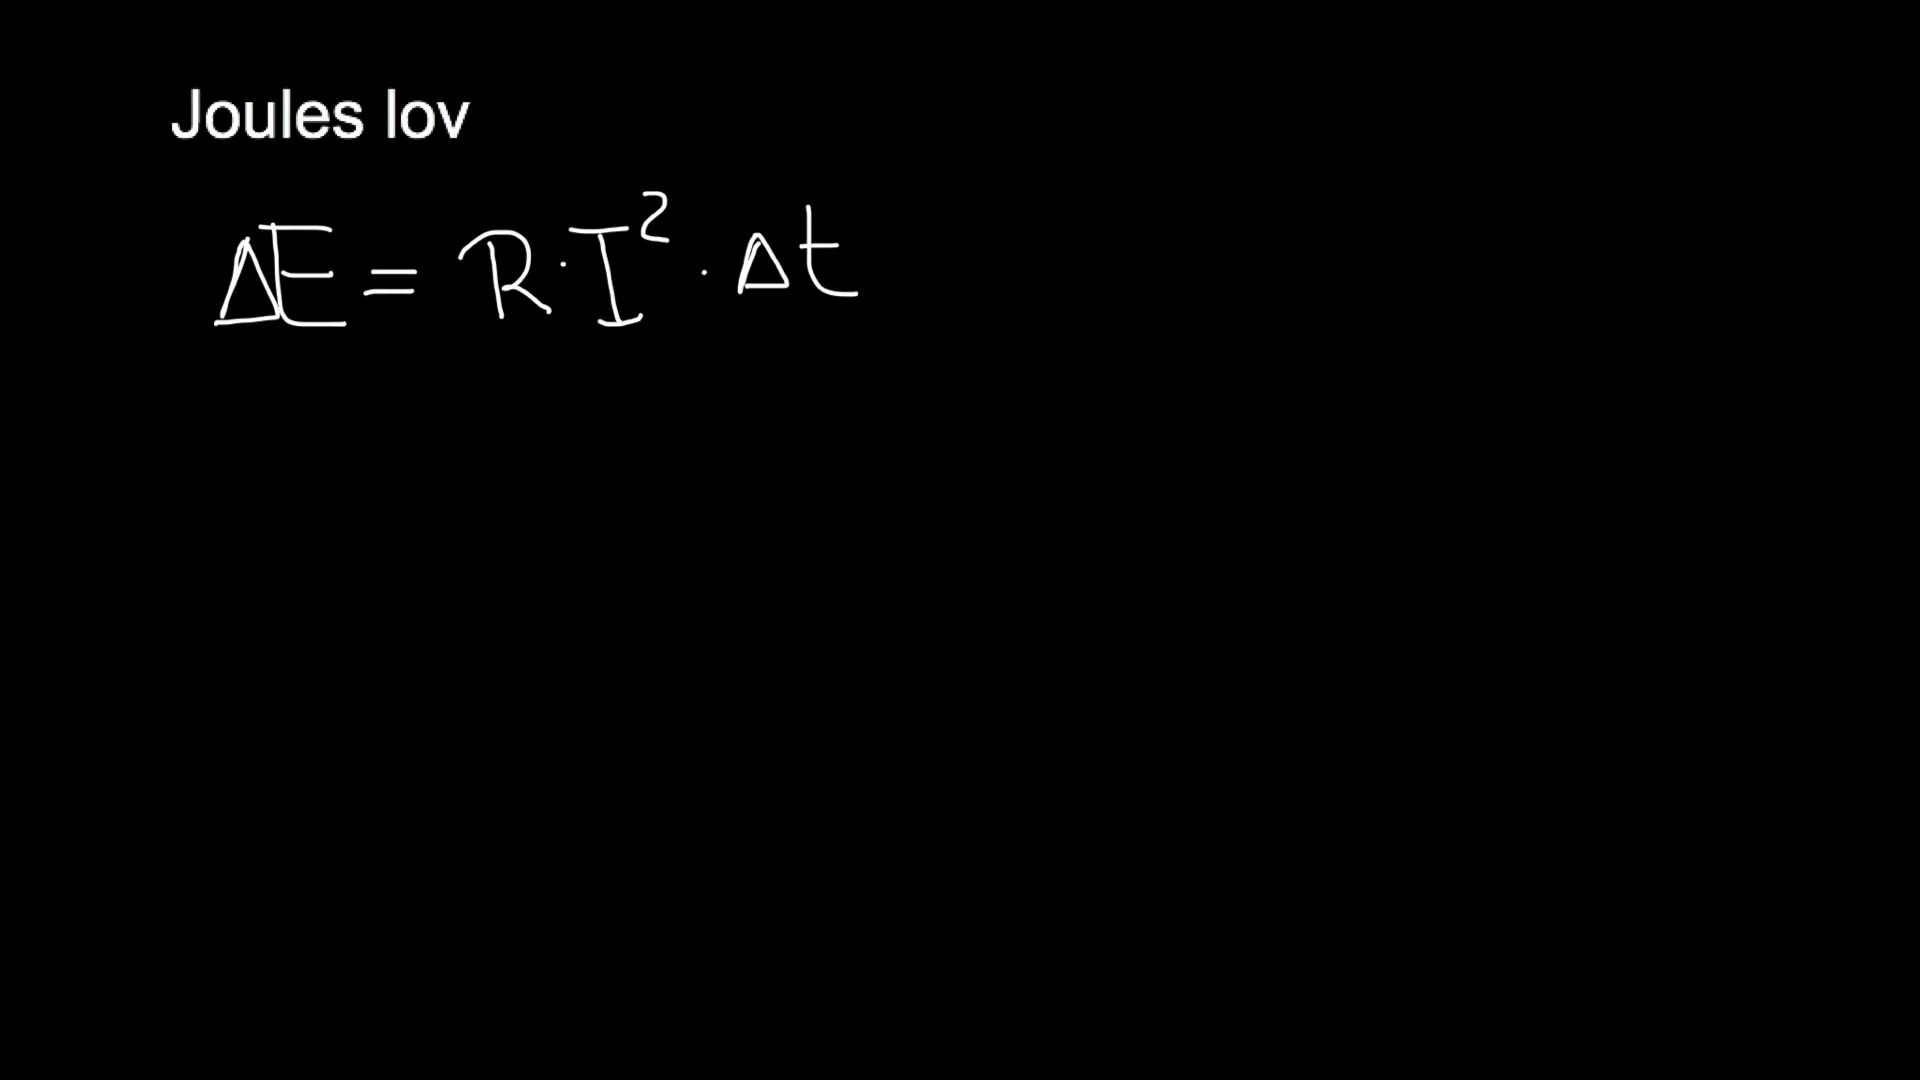 Joules lov
ΔE = R · I² · Δt